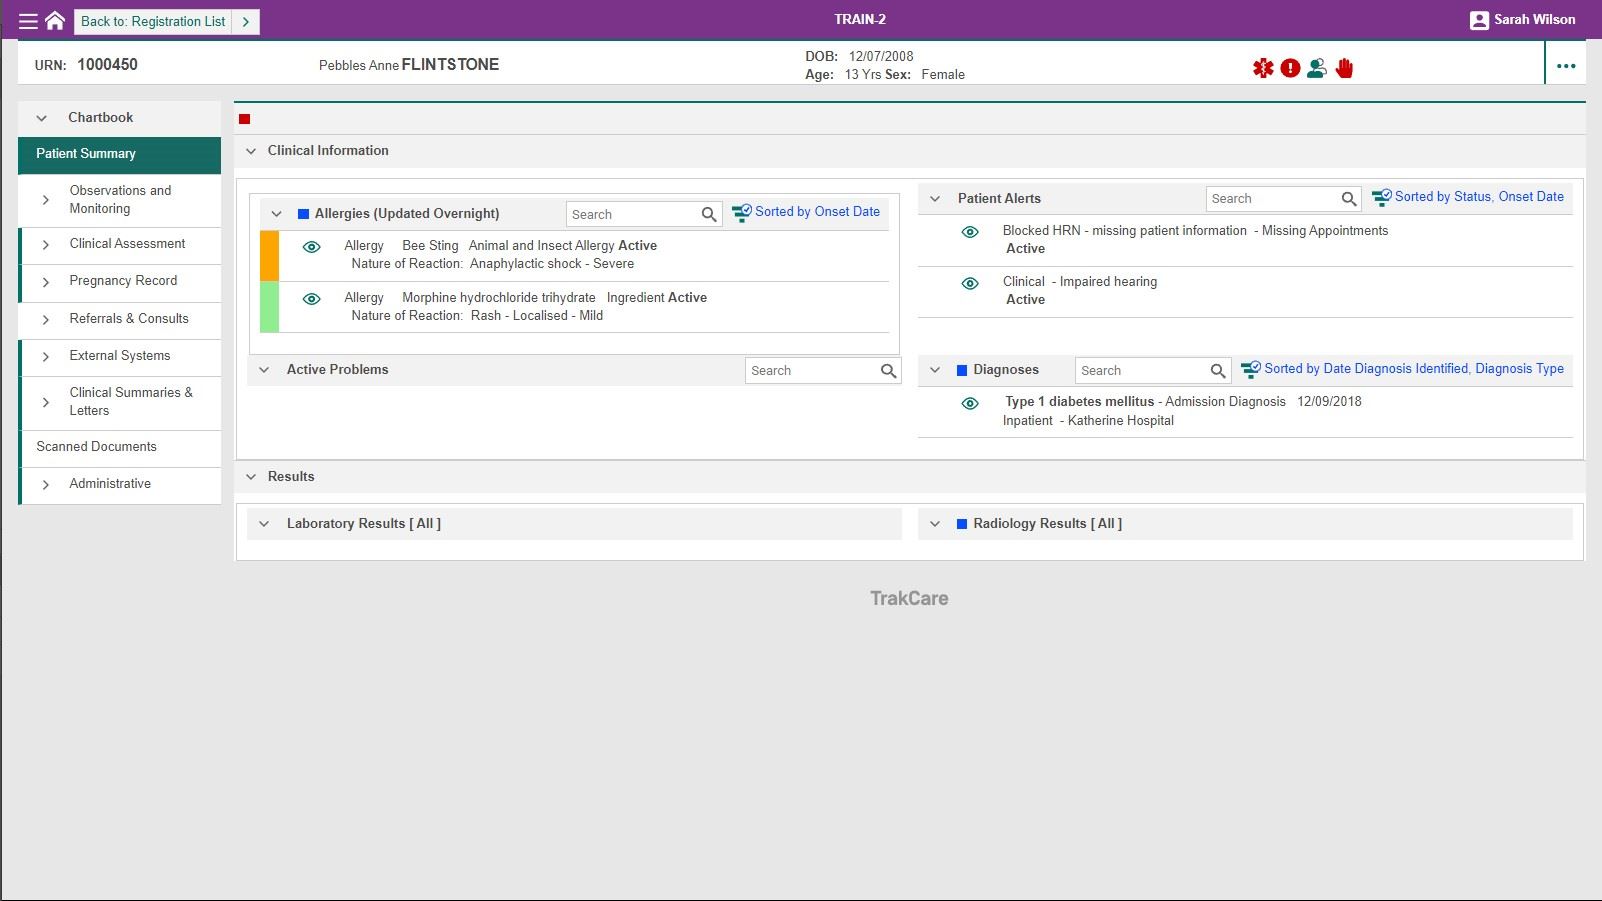 Back to: Registration List
TRAIN-2
Sarah Wilson
URN: 1000450
Pebbles Anne FLINTSTONE
DOB: 12/07/2008
Age: 13 Yrs Sex: Female
Chartbook
Patient Summary
Observations and
Monitoring
Clinical Assessment
Pregnancy Record
Referrals & Consults
External Systems
Clinical Summaries &
Letters
Scanned Documents
Administrative
Clinical Information
Allergies (Updated Overnight)
Search
Sorted by Onset Date
Allergy Bee Sting Animal and Insect Allergy Active
Nature of Reaction: Anaphylactic shock - Severe
Allergy Morphine hydrochloride trihydrate Ingredient Active
Nature of Reaction: Rash - Localised - Mild
Patient Alerts
Search
Sorted by Status, Onset Date
Blocked HRN - missing patient information - Missing Appointments
Active
Clinical - Impaired hearing
Active
Active Problems
Search
Diagnoses
Search
Sorted by Date Diagnosis Identified, Diagnosis Type
Type 1 diabetes mellitus - Admission Diagnosis 12/09/2018
Inpatient - Katherine Hospital
Results
Laboratory Results [ All ]
Radiology Results [ All ]
TrakCare